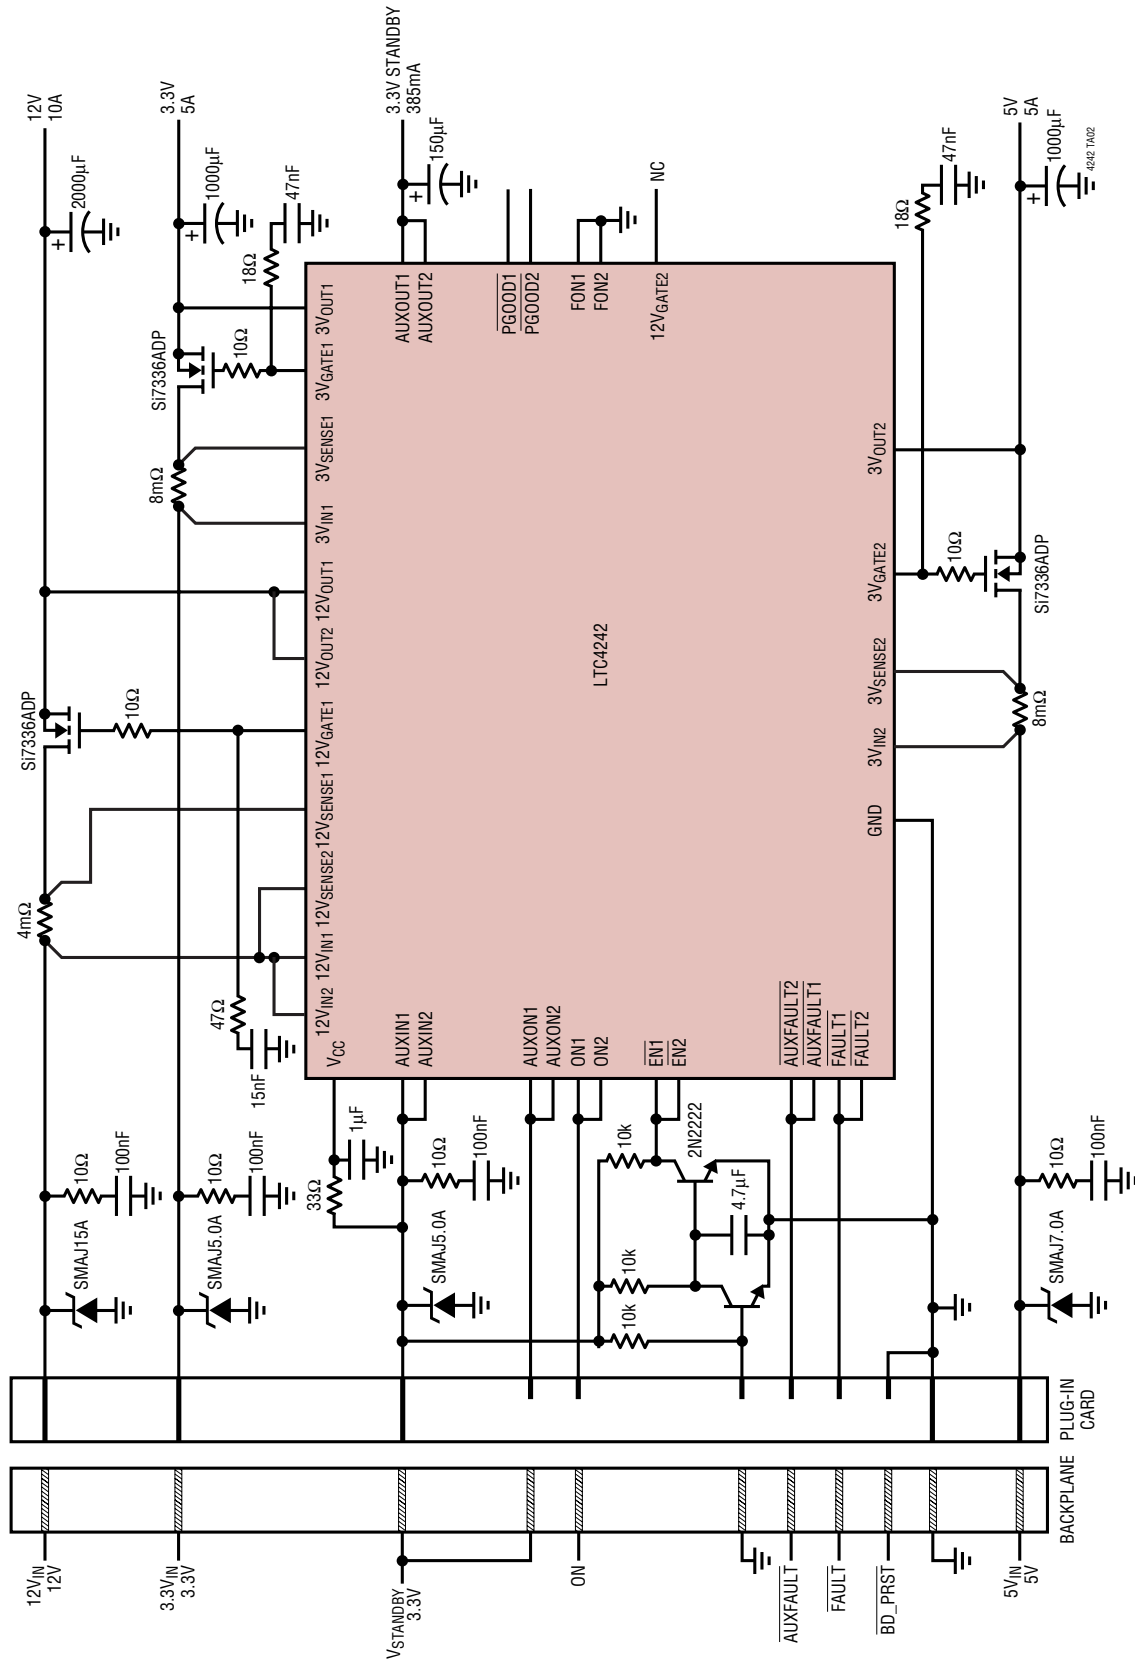 12V
10A
2000µF
3.3V
5A
1000µF
47nF
18Ω
10Ω
Si7336ADP
8mΩ
Si7336ADP
10Ω
4mΩ
47Ω
15nF
3.3V STANDBY
385mA
150µF
NC
5V
5A
1000µF
4242 TA02
47nF
18Ω
10Ω
Si7336ADP
8mΩ
12VIN2
12VIN1
12VSENSE2
12VSENSE1
12VGATE1
12VOUT2
12VOUT1
3VIN1
3VSENSE1
3VGATE1
3VOUT1
VCC
AUXIN1
AUXIN2
AUXON1
AUXON2
ON1
ON2
EN1
EN2
AUXFAULT2
AUXFAULT1
FAULT1
FAULT2
LTC4242
AUXOUT1
AUXOUT2
PGOOD1
PGOOD2
FON1
FON2
12VGATE2
GND
3VIN2
3VSENSE2
3VGATE2
3VOUT2
10Ω
100nF
SMAJ15A
10Ω
100nF
SMAJ5.0A
33Ω
1µF
10Ω
100nF
SMAJ5.0A
10k
2N2222
4.7µF
10k
10k
10Ω
100nF
SMAJ7.0A
PLUG-IN
CARD
BACKPLANE
12VIN
12V
3.3VIN
3.3V
VSTANDBY
3.3V
ON
AUXFAULT
FAULT
BD_PRST
5VIN
5V